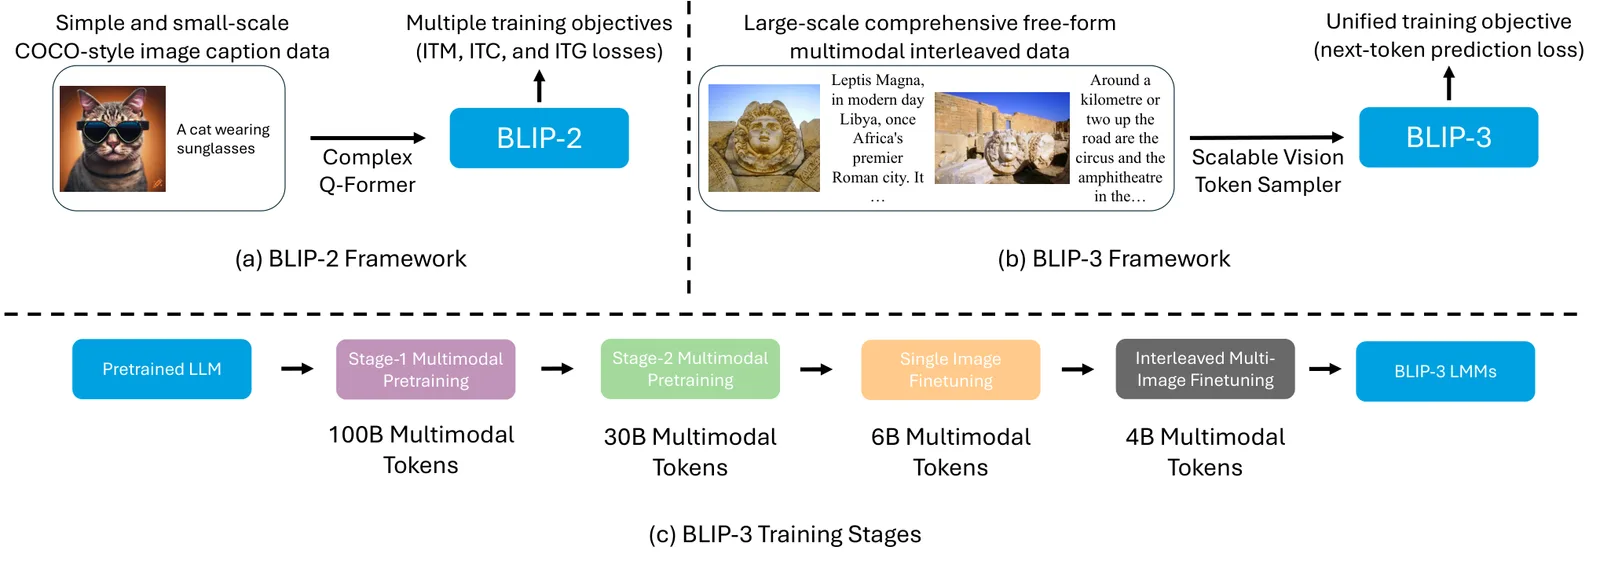 Simple and small-scale
COCO-style image caption data
A cat wearing
sunglasses
Complex
Q-Former
Multiple training objectives
(ITM, ITC, and ITG losses)
BLIP-2
(a) BLIP-2 Framework
Large-scale comprehensive free-form
multimodal interleaved data
Leptis Magna,
in modern day
Libya, once
Africa's
premier
Roman city. It
…
Around a
kilometre or
two up the
road are the
circus and the
amphitheatre
in the…
Scalable Vision
Token Sampler
Unified training objective
(next-token prediction loss)
BLIP-3
(b) BLIP-3 Framework
Pretrained LLM
Stage-1 Multimodal
Pretraining
100B Multimodal
Tokens
Stage-2 Multimodal
Pretraining
30B Multimodal
Tokens
Single Image
Finetuning
6B Multimodal
Tokens
Interleaved Multi-
Image Finetuning
4B Multimodal
Tokens
BLIP-3 LMMs
(c) BLIP-3 Training Stages